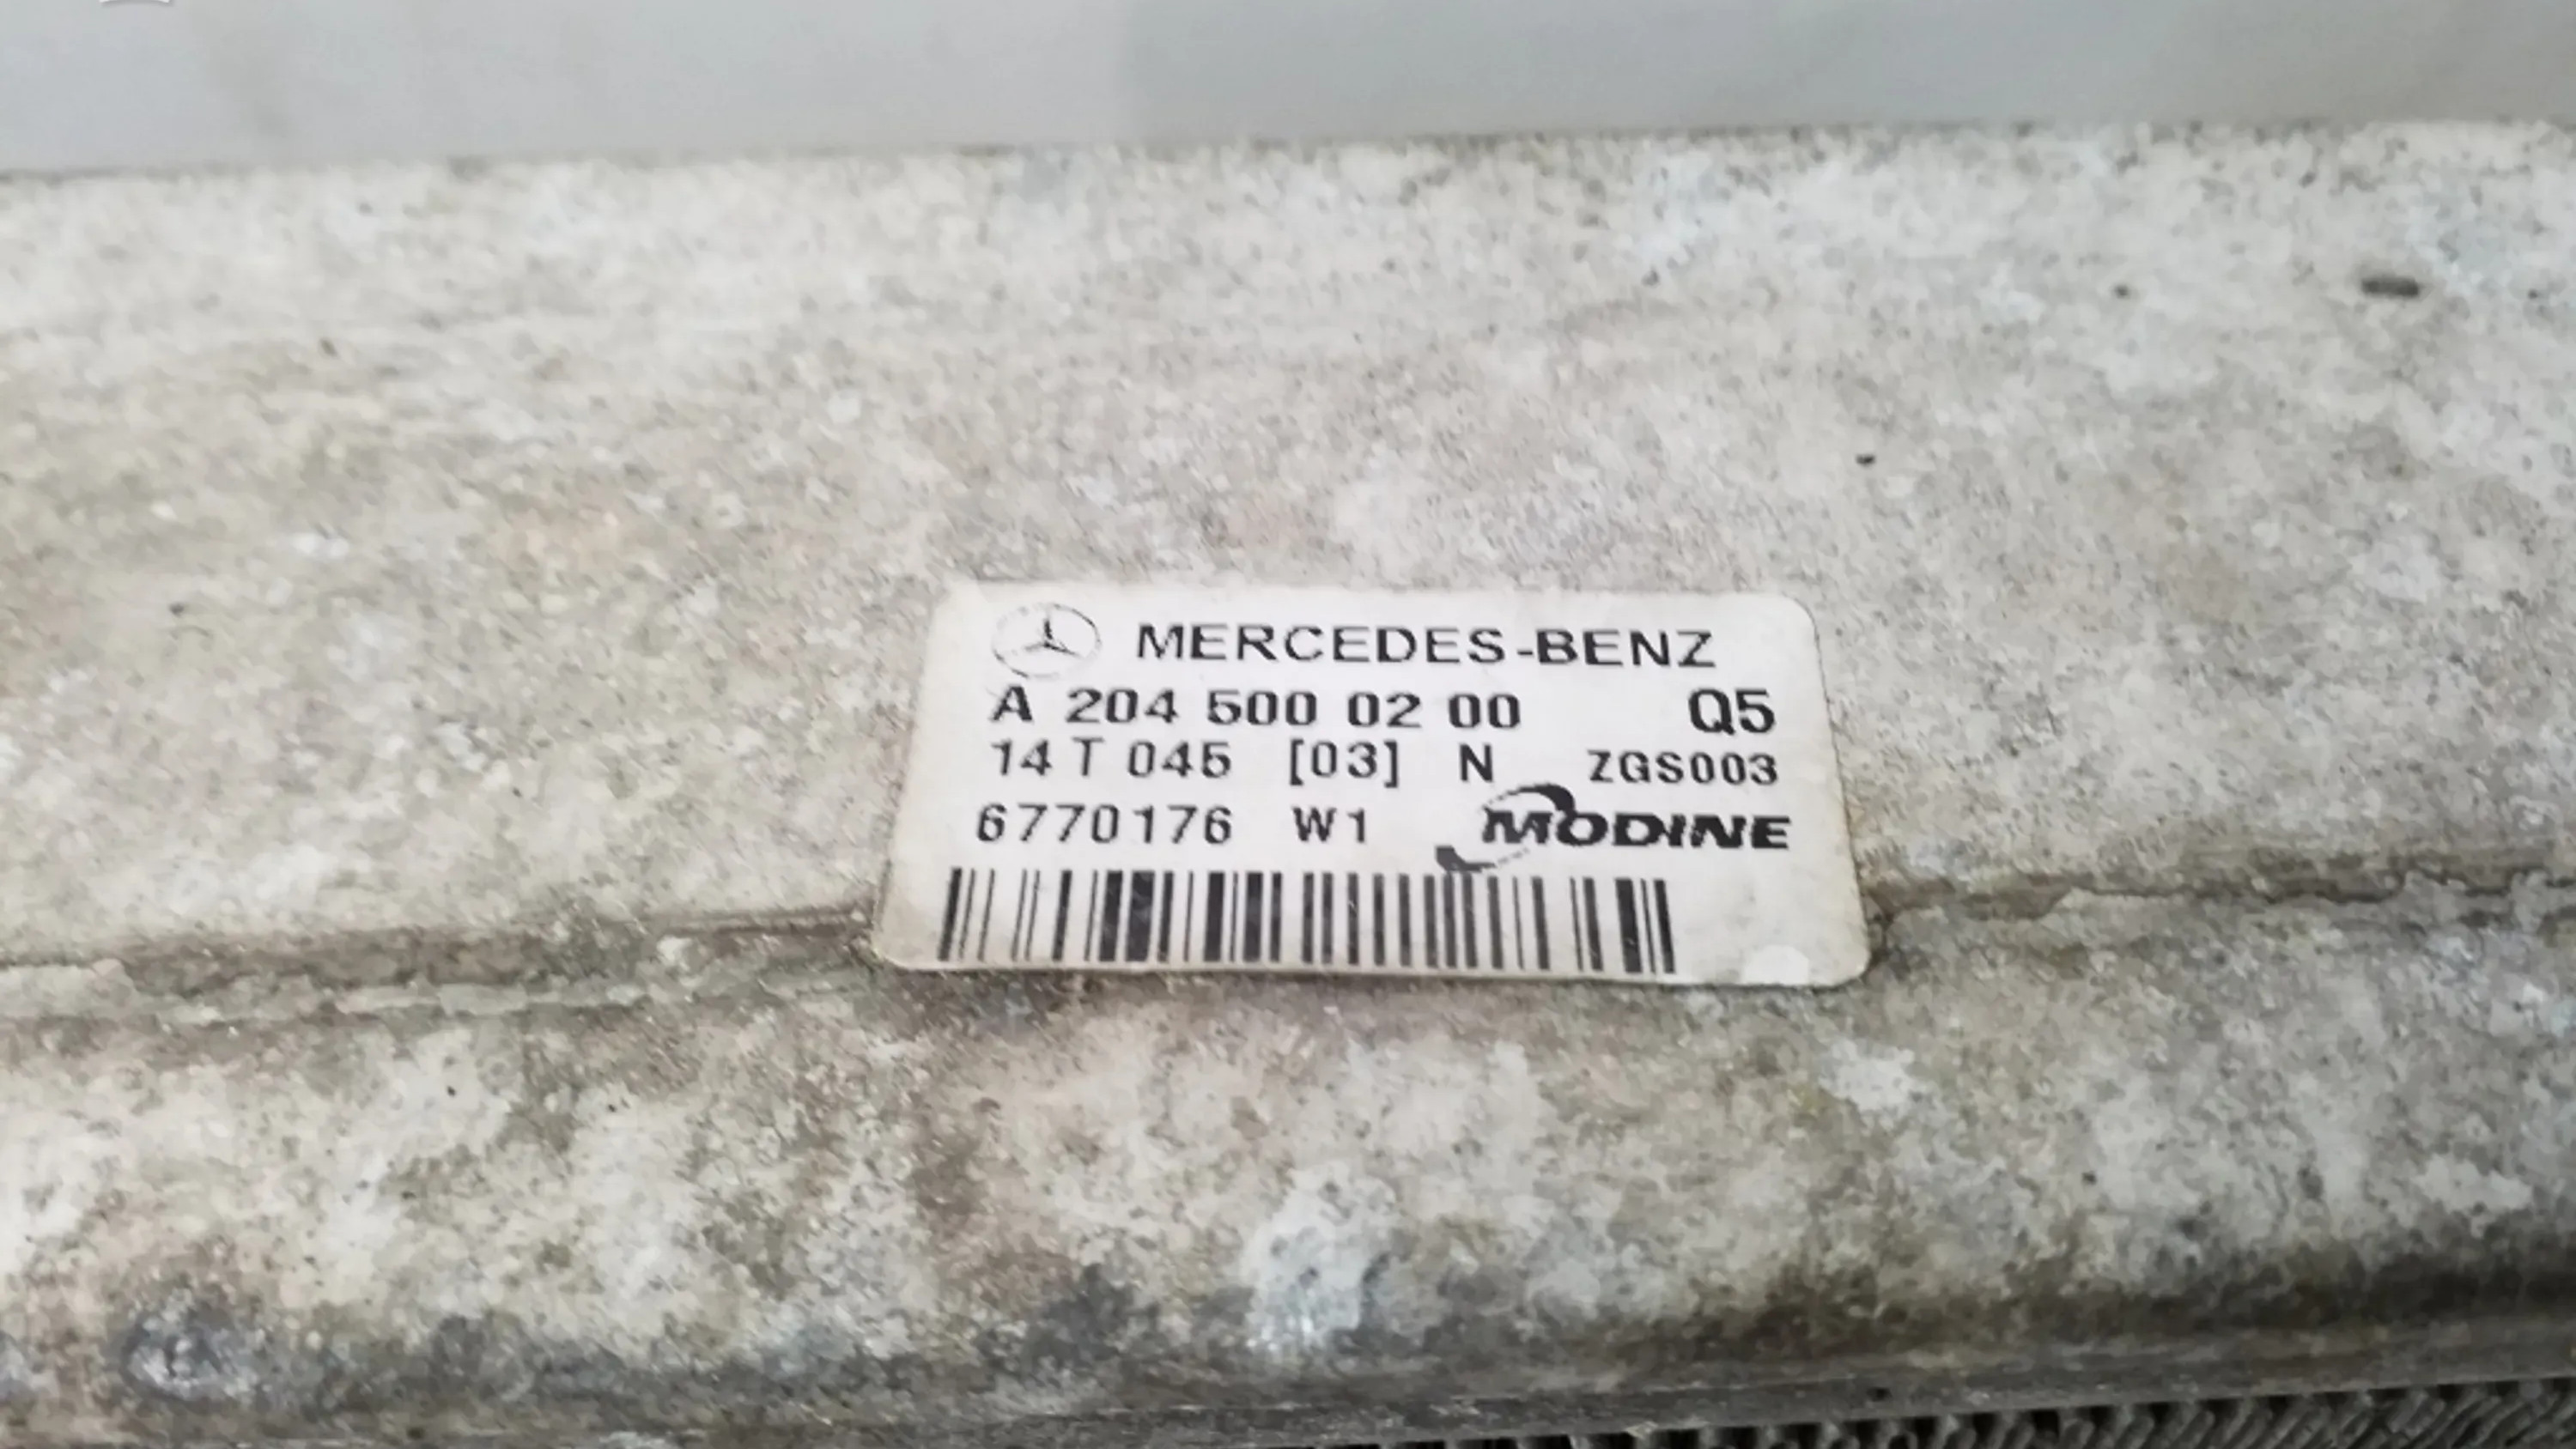 MERCEDES-BENZ
A 204 500 02 00 Q5
14 T 045 [03] N ZGS003
6770176 W1 MODINE